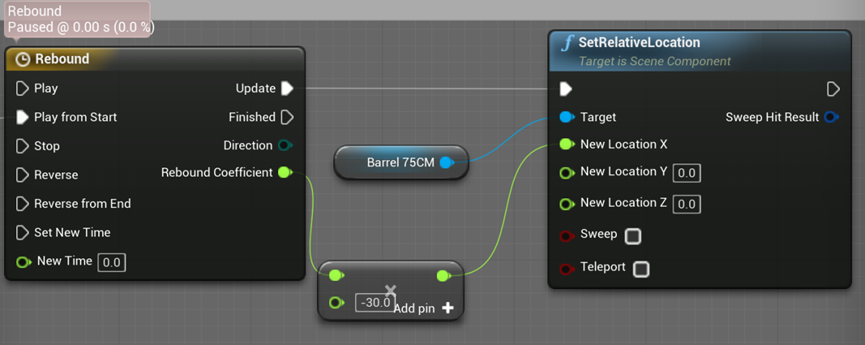 Rebound
Paused @ 0.00 s (0.0 %)
Rebound
Play
Update
Play from Start
Finished
Stop
Direction
Reverse
Rebound Coefficient
Reverse from End
Set New Time
New Time 0.0
Barrel 75CM
-30.0
Add pin
f SetRelativeLocation
Target is Scene Component
Target
Sweep Hit Result
New Location X
New Location Y 0.0
New Location Z 0.0
Sweep
Teleport